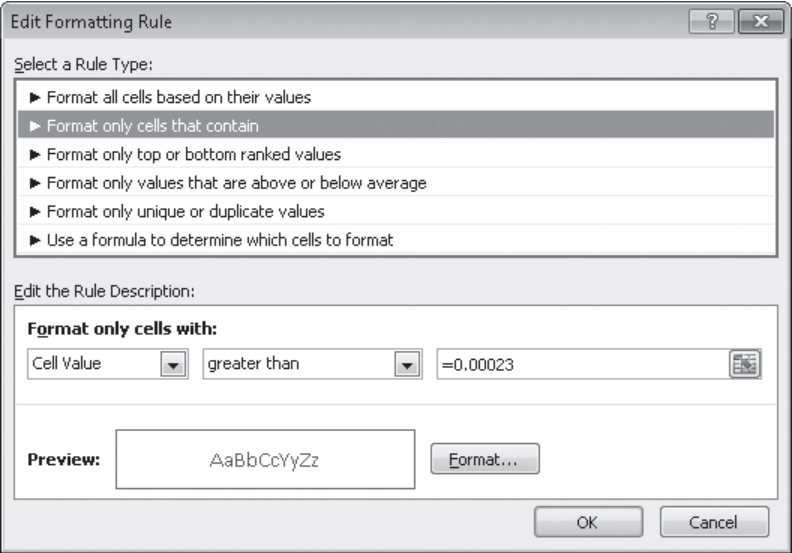 Edit Formatting Rule
Select a Rule Type:
► Format all cells based on their values
► Format only cells that contain
► Format only top or bottom ranked values
► Format only values that are above or below average
► Format only unique or duplicate values
► Use a formula to determine which cells to format
Edit the Rule Description:
Format only cells with:
Cell Value greater than =0.00023
Preview: AaBbCcYyZz Format...
OK Cancel